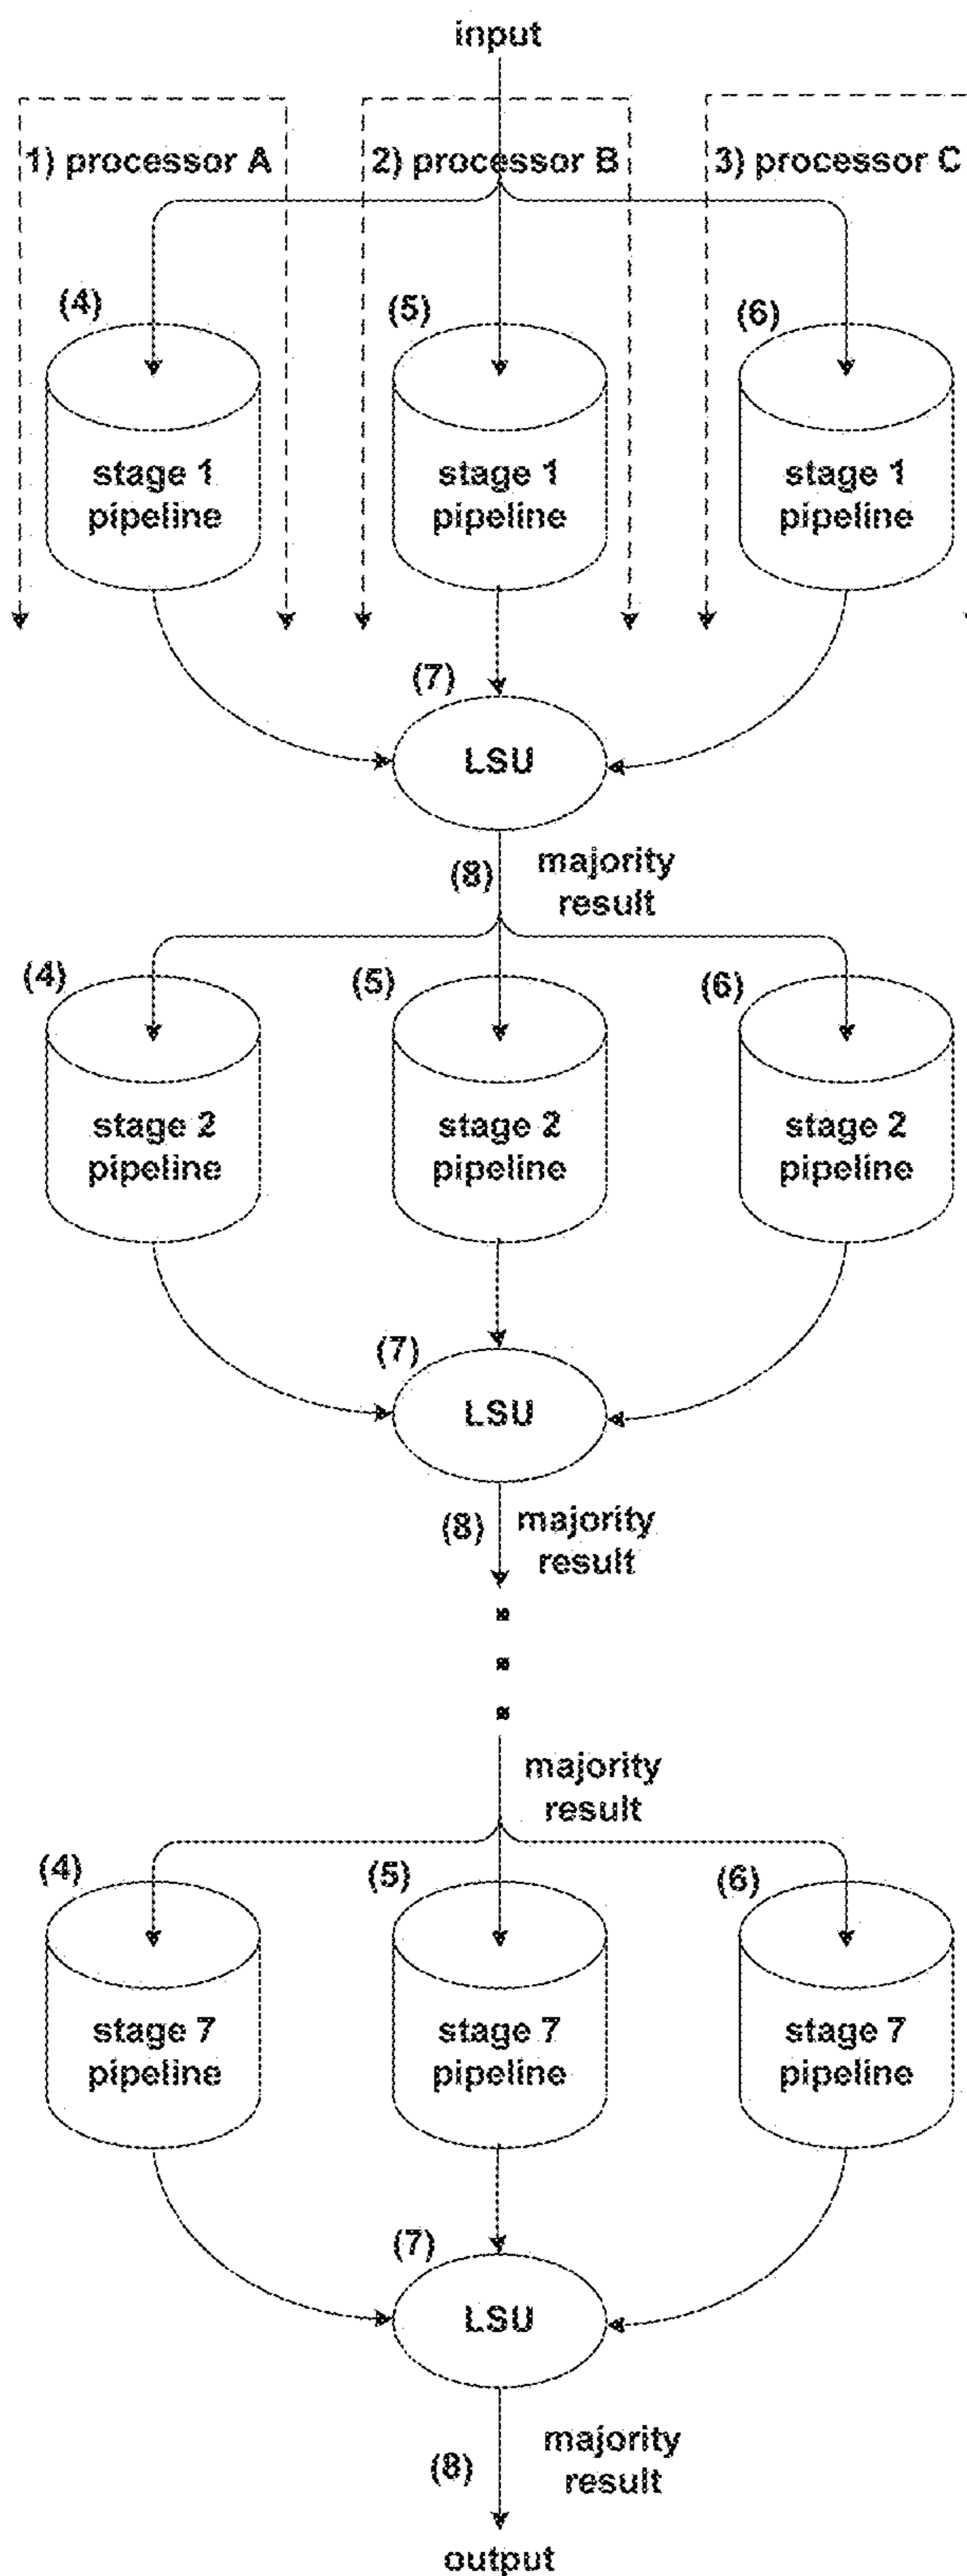 input
1) processor A
2) processor B
3) processor C
(4)
(5)
(6)
stage 1
pipeline
stage 1
pipeline
stage 1
pipeline
(7)
LSU
(8)
majority
result
(4)
(5)
(6)
stage 2
pipeline
stage 2
pipeline
stage 2
pipeline
(7)
LSU
(8)
majority
result
majority
result
(4)
(5)
(6)
stage 7
pipeline
stage 7
pipeline
stage 7
pipeline
(7)
LSU
(8)
majority
result
output